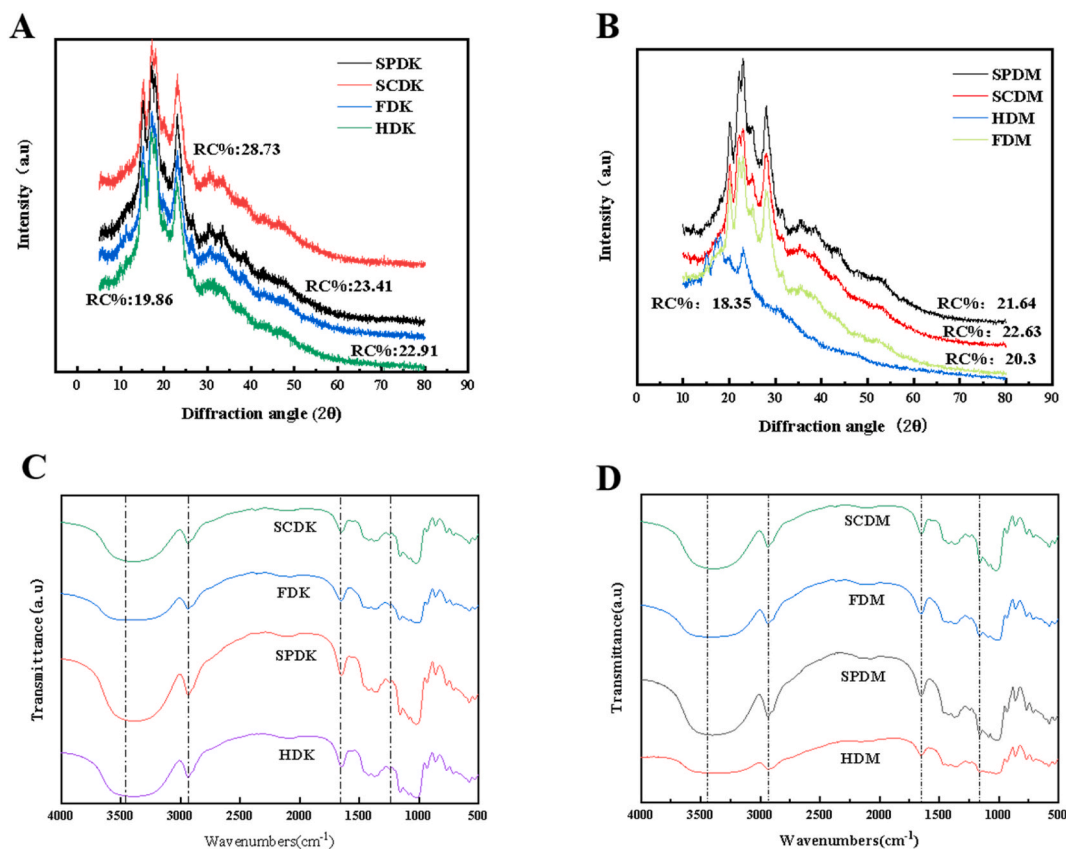 A
Intensity (a.u)
SPDK
SCDK
FDK
HDK
RC%:28.73
RC%:19.86
RC%:23.41
RC%:22.91
0 10 20 30 40 50 60 70 80 90
Diffraction angle (2θ)
B
Intensity (a.u)
SPDM
SCDM
HDM
FDM
RC%: 18.35
RC%: 21.64
RC%: 22.63
RC%: 20.3
0 10 20 30 40 50 60 70 80 90
Diffraction angle (2θ)
C
Transmittance (a.u)
SCDK
FDK
SPDK
HDK
4000 3500 3000 2500 2000 1500 1000 500
Wavenumbers(cm-1)
D
Transmittance(a.u)
SCDM
FDM
SPDM
HDM
4000 3500 3000 2500 2000 1500 1000 500
Wavenumbers(cm-1)